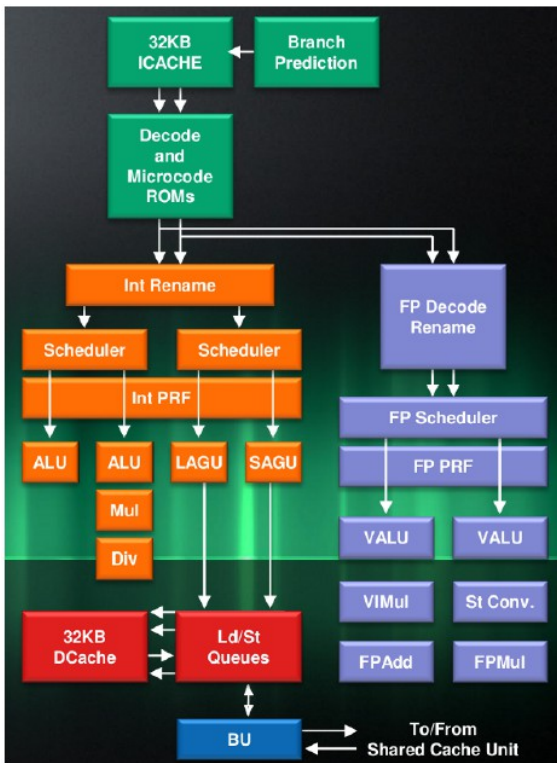 32KB
ICACHE
Branch
Prediction
Decode
and
Microcode
ROMs
Int Rename
FP Decode
Rename
Scheduler
Scheduler
Int PRF
FP Scheduler
FP PRF
ALU
ALU
LAGU
SAGU
Mul
Div
VALU
VALU
VIMul
St Conv.
FPAdd
FPMul
32KB
DCache
Ld/St
Queues
BU
To/From
Shared Cache Unit